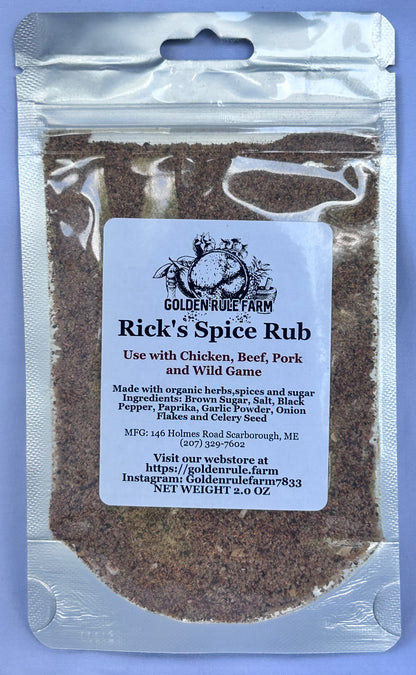 GOLDEN RULE FARM
Rick's Spice Rub
Use with Chicken, Beef, Pork
and Wild Game
Made with organic herbs,spices and sugar
Ingredients: Brown Sugar, Salt, Black
Pepper, Paprika, Garlic Powder, Onion
Flakes and Celery Seed
MFG: 146 Holmes Road Scarborough, ME
(207) 329-7602
Visit our webstore at
https://goldenrule.farm
Instagram: Goldenrulefarm7833
NET WEIGHT 2.0 OZ